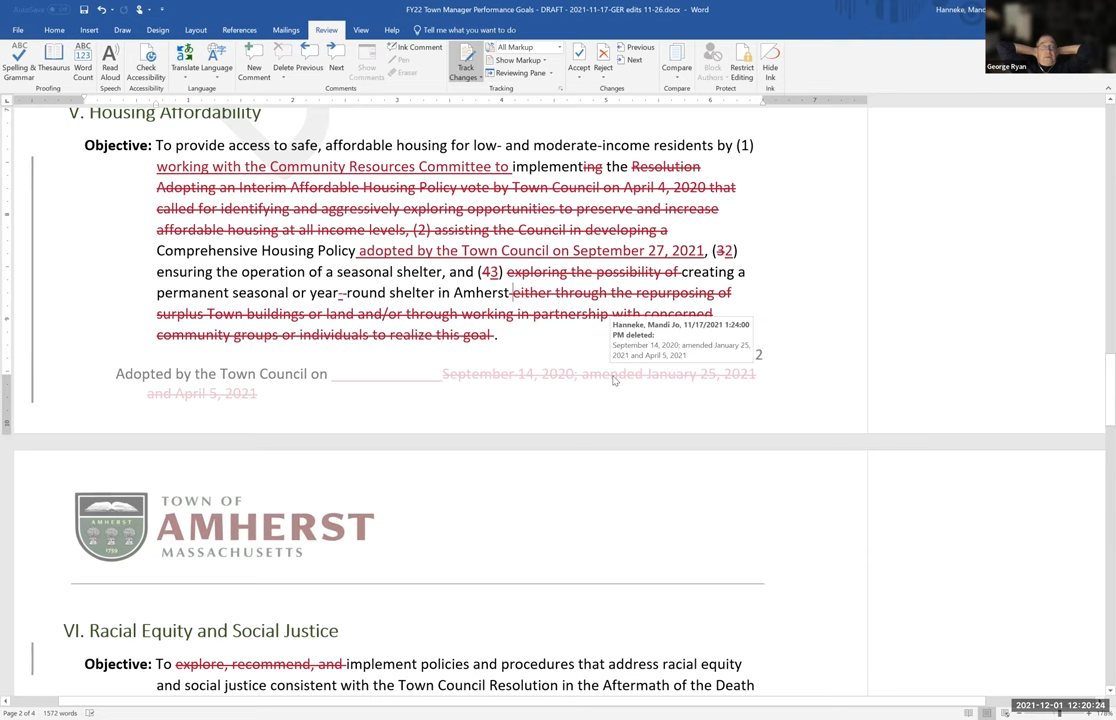 AutoSave Off
FY22 Town Manager Performance Goals - DRAFT - 2021-11-17-GER edits 11-26.docx - Word
Hanneke, Mand
File Home Insert Draw Design Layout References Mailings Review View Help Tell me what you want to do
Spelling & Grammar
Thesaurus
Word Count
Read Aloud
Check Accessibility
Translate
Language
New Comment
Delete
Previous
Next
Show Comments
Ink Comment
Pen
Eraser
Track Changes
All Markup
Show Markup
Reviewing Pane
Accept
Reject
Previous
Next
Compare
Block Authors
Restrict Editing
Hide Ink
Proofing Speech Accessibility Language Comments Tracking Changes Compare Protect Ink
George Ryan
1 2 3 4 5 6 7
V. Housing Affordability
Objective: To provide access to safe, affordable housing for low- and moderate-income residents by (1)
working with the Community Resources Committee to implementing the Resolution
Adopting an Interim Affordable Housing Policy vote by Town Council on April 4, 2020 that
called for identifying and aggressively exploring opportunities to preserve and increase
affordable housing at all income levels, (2) assisting the Council in developing a
Comprehensive Housing Policy adopted by the Town Council on September 27, 2021, (32)
ensuring the operation of a seasonal shelter, and (43) exploring the possibility of creating a
permanent seasonal or year--round shelter in Amherst either through the repurposing of
surplus Town buildings or land and/or through working in partnership with concerned
community groups or individuals to realize this goal .
Hanneke, Mandi Jo, 11/17/2021 1:24:00
PM deleted:
September 14, 2020; amended January 25,
2021 and April 5, 2021
2
Adopted by the Town Council on ____________September 14, 2020; amended January 25, 2021
and April 5, 2021
TOWN OF
AMHERST
MASSACHUSETTS
AMHERST
1759
VI. Racial Equity and Social Justice
Objective: To explore, recommend, and implement policies and procedures that address racial equity
and social justice consistent with the Town Council Resolution in the Aftermath of the Death
Page 2 of 4 1572 words
2021-12-01 12:20:24
178%